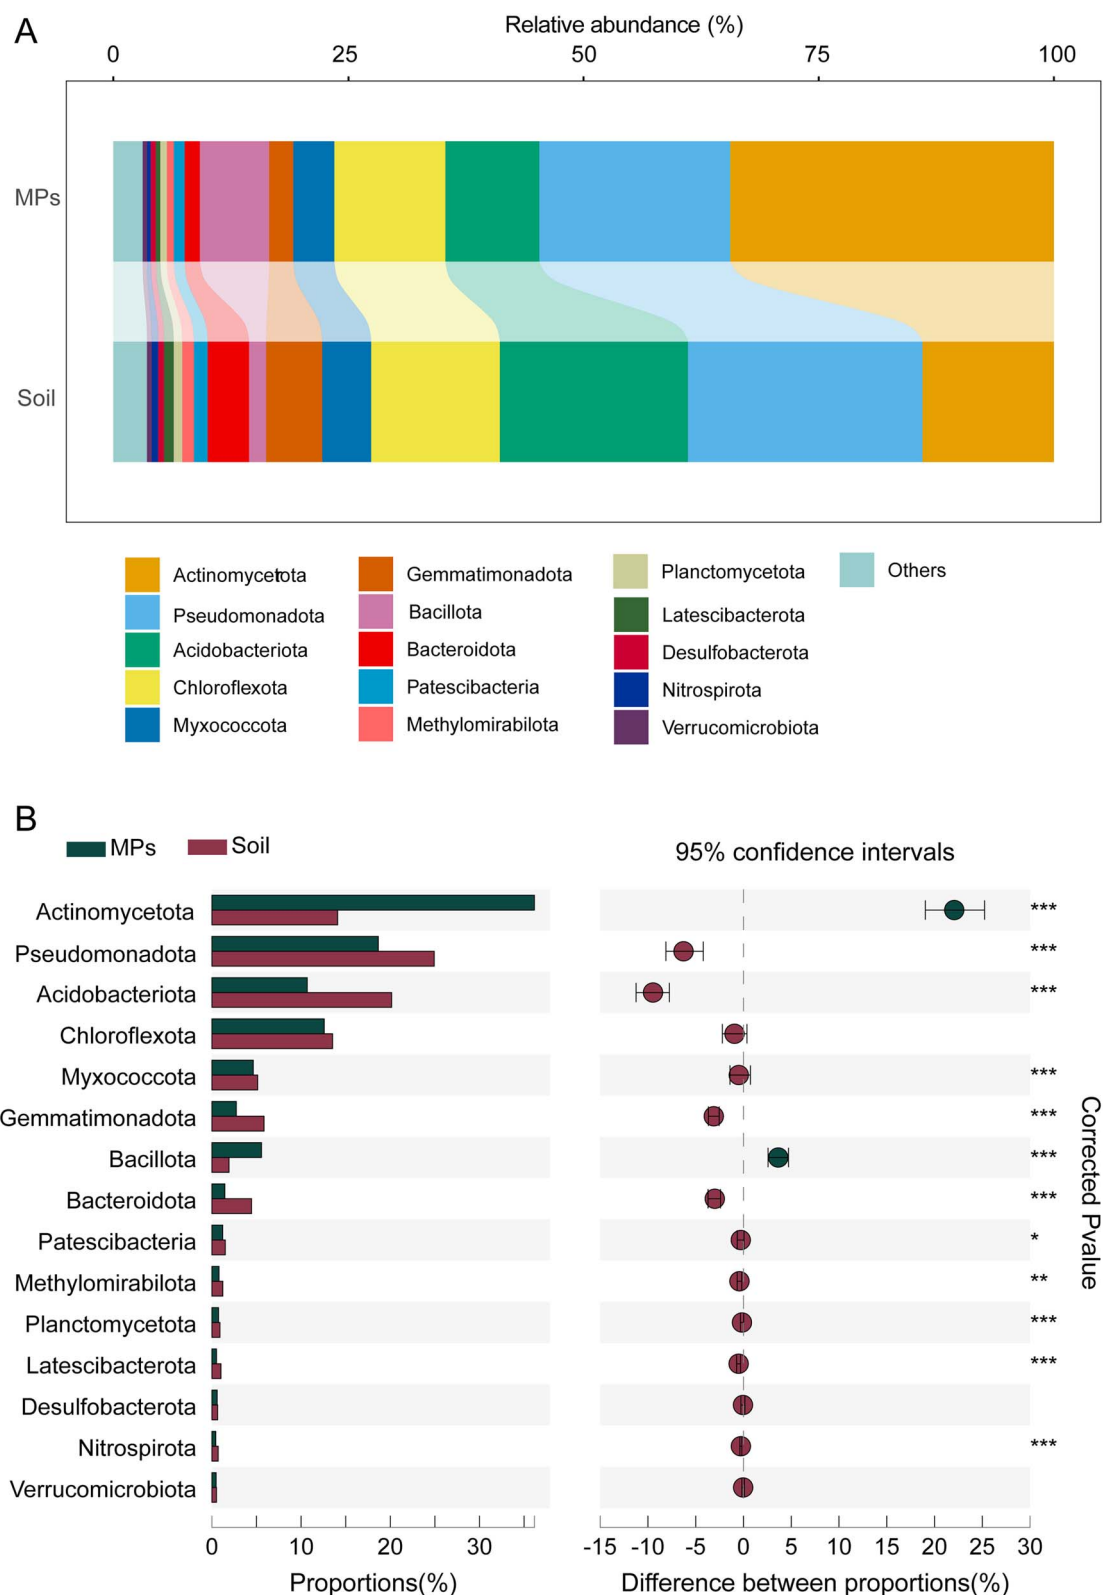 A
Relative abundance (%)
0 25 50 75 100
MPs
Soil
Actinomycetota Gemmatimonadota Planctomycetota Others
Pseudomonadota Bacillota Latescibacterota
Acidobacteriota Bacteroidota Desulfobacterota
Chloroflexota Patescibacteria Nitrospirota
Myxococcota Methylomirabilota Verrucomicrobiota
B
MPs Soil 95% confidence intervals
Actinomycetota ***
Pseudomonadota ***
Acidobacteriota ***
Chloroflexota
Myxococcota ***
Gemmatimonadota ***
Bacillota ***
Bacteroidota ***
Patescibacteria *
Methylomirabilota **
Planctomycetota ***
Latescibacterota ***
Desulfobacterota
Nitrospirota ***
Verrucomicrobiota
Corrected Pvalue
0 10 20 30 -15 -10 -5 0 5 10 15 20 25 30
Proportions(%) Difference between proportions(%)